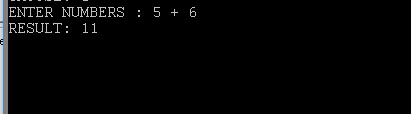 ENTER NUMBERS : 5 + 6
RESULT: 11